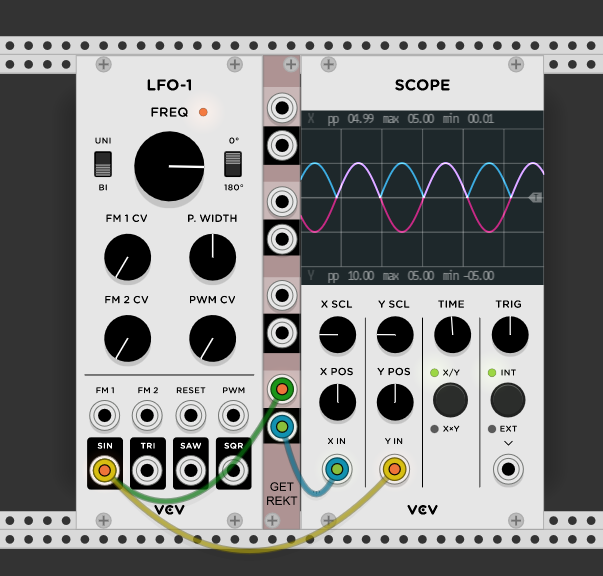 LFO-1
FREQ
UNI
BI
0°
180°
FM 1 CV
P. WIDTH
FM 2 CV
PWM CV
FM 1
FM 2
RESET
PWM
SIN
TRI
SAW
SQR
VCV
GET
REKT
SCOPE
X pp 04.99 max 05.00 min 00.01
T
Y pp 10.00 max 05.00 min -05.00
X SCL
Y SCL
TIME
TRIG
X POS
Y POS
X/Y
X×Y
INT
EXT
X IN
Y IN
VCV